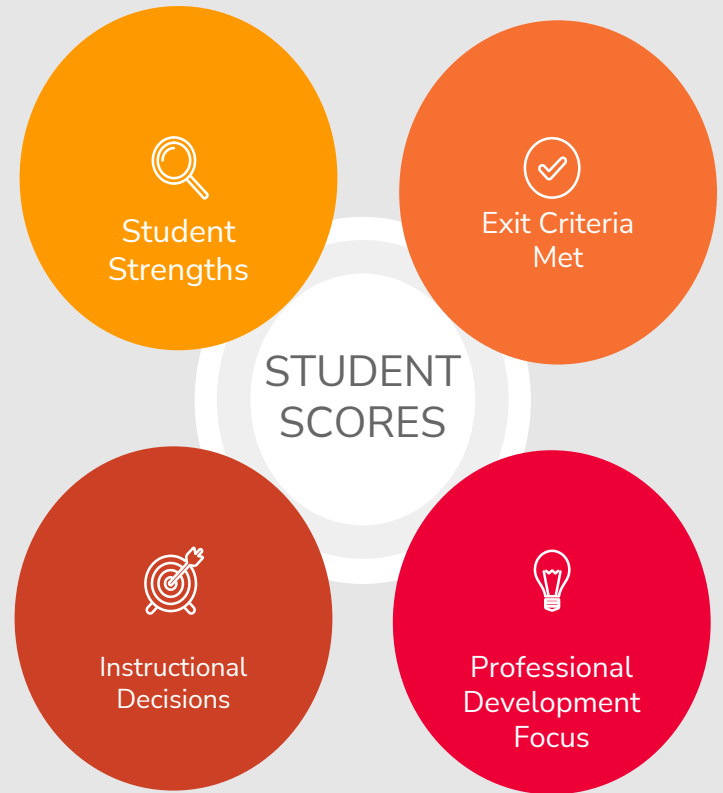 Student
Strengths
Exit Criteria
Met
STUDENT
SCORES
Instructional
Decisions
Professional
Development
Focus